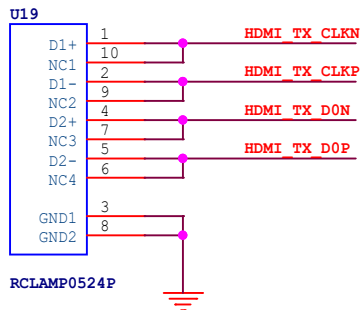 U19
D1+ 1 HDMI_TX_CLKN
NC1 10
D1- 2 HDMI_TX_CLKP
NC2 9
D2+ 4 HDMI_TX_D0N
NC3 7
D2- 5 HDMI_TX_D0P
NC4 6
GND1 3
GND2 8
RCLAMP0524P